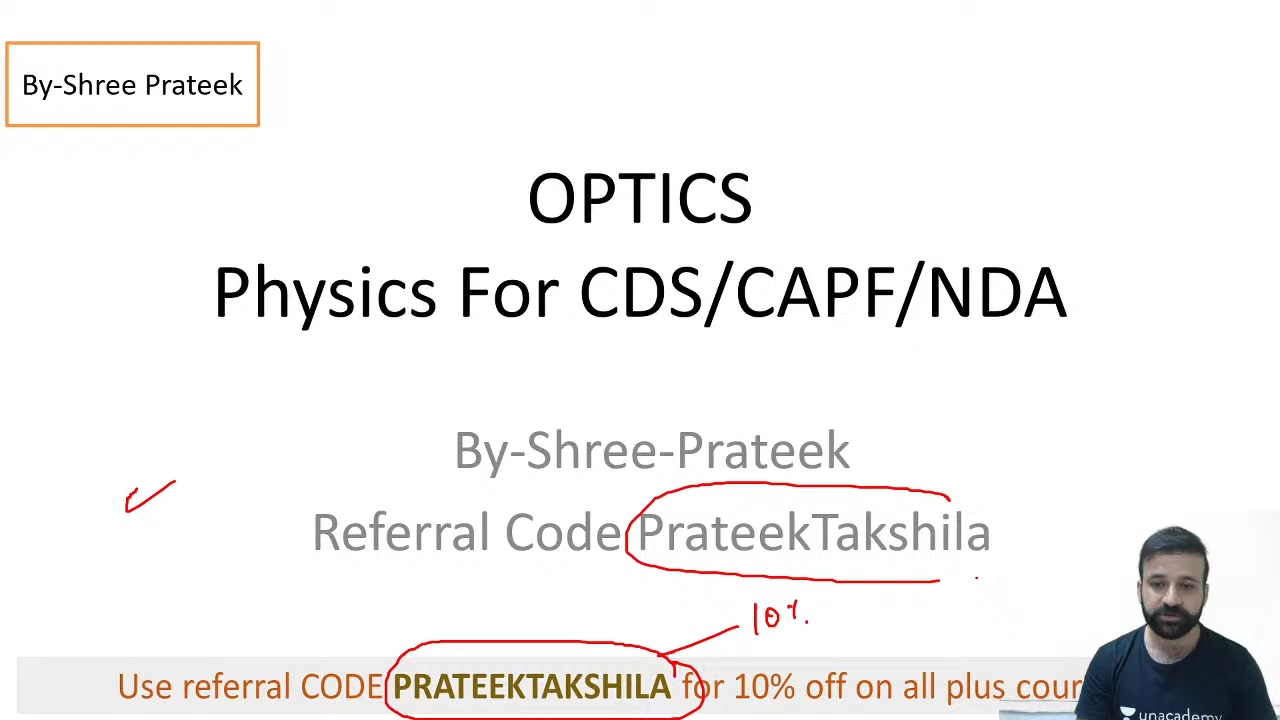 By-Shree Prateek
OPTICS
Physics For CDS/CAPF/NDA
By-Shree-Prateek
Referral Code PrateekTakshila
10%
Use referral CODE PRATEEKTAKSHILA for 10% off on all plus cour
unacademy